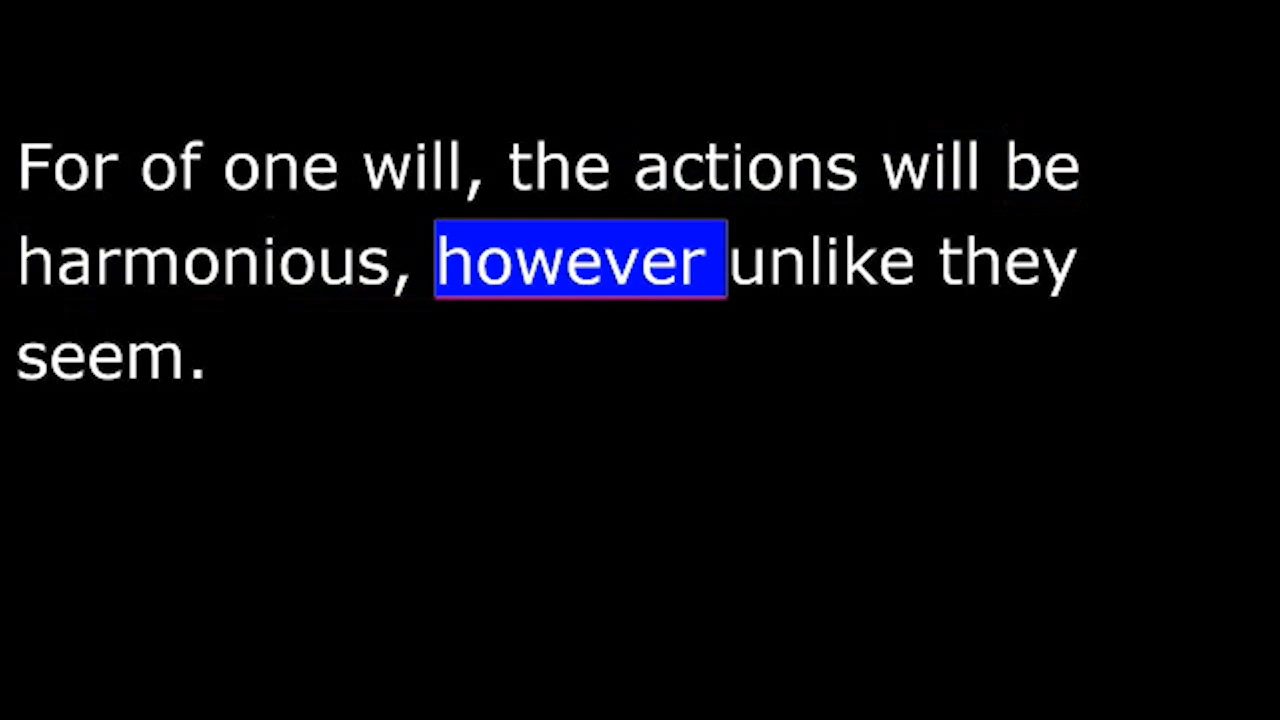 For of one will, the actions will be
harmonious, however unlike they
seem.